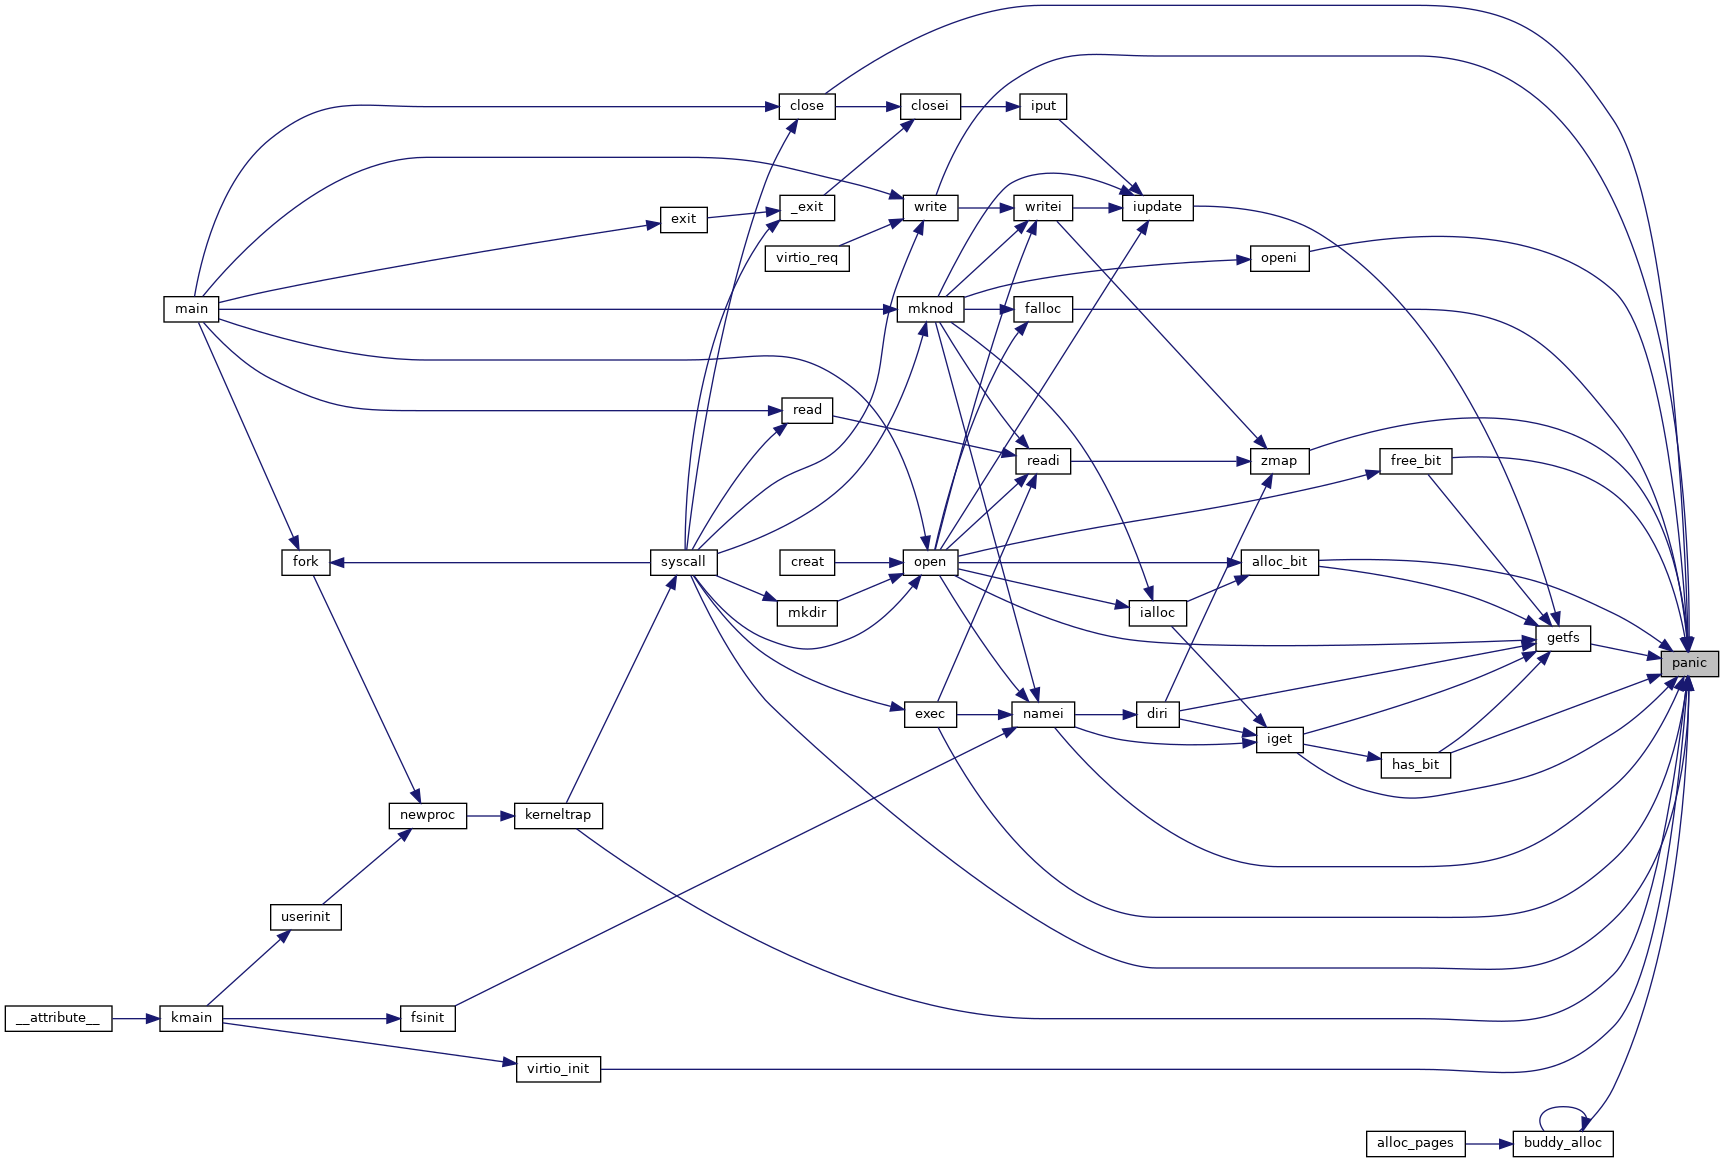 close
closei
iput
exit
_exit
write
writei
iupdate
virtio_req
openi
main
mknod
falloc
read
readi
zmap
free_bit
fork
syscall
creat
open
alloc_bit
mkdir
ialloc
getfs
panic
exec
namei
diri
iget
has_bit
newproc
kerneltrap
userinit
__attribute__
kmain
fsinit
virtio_init
alloc_pages
buddy_alloc